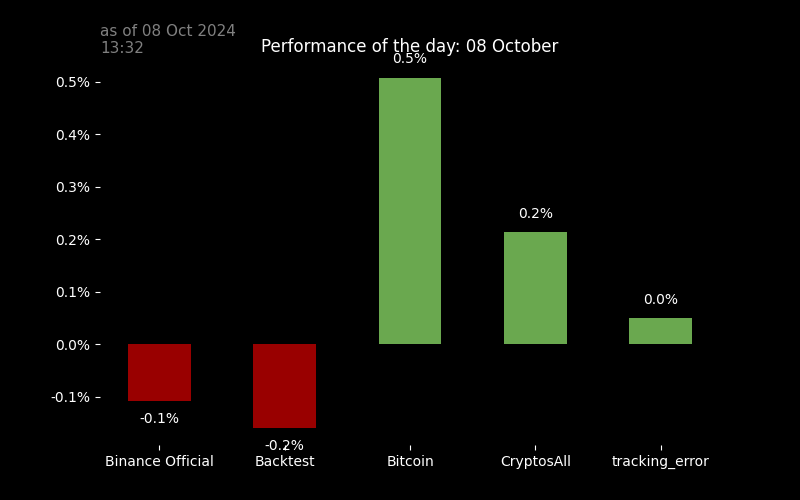 as of 08 Oct 2024
13:32
Performance of the day: 08 October
0.5%
0.5%
0.4%
0.3%
0.2%
0.2%
0.1%
0.0%
0.0%
-0.1%
-0.1%
-0.2%
Binance Official
Backtest
Bitcoin
CryptosAll
tracking_error